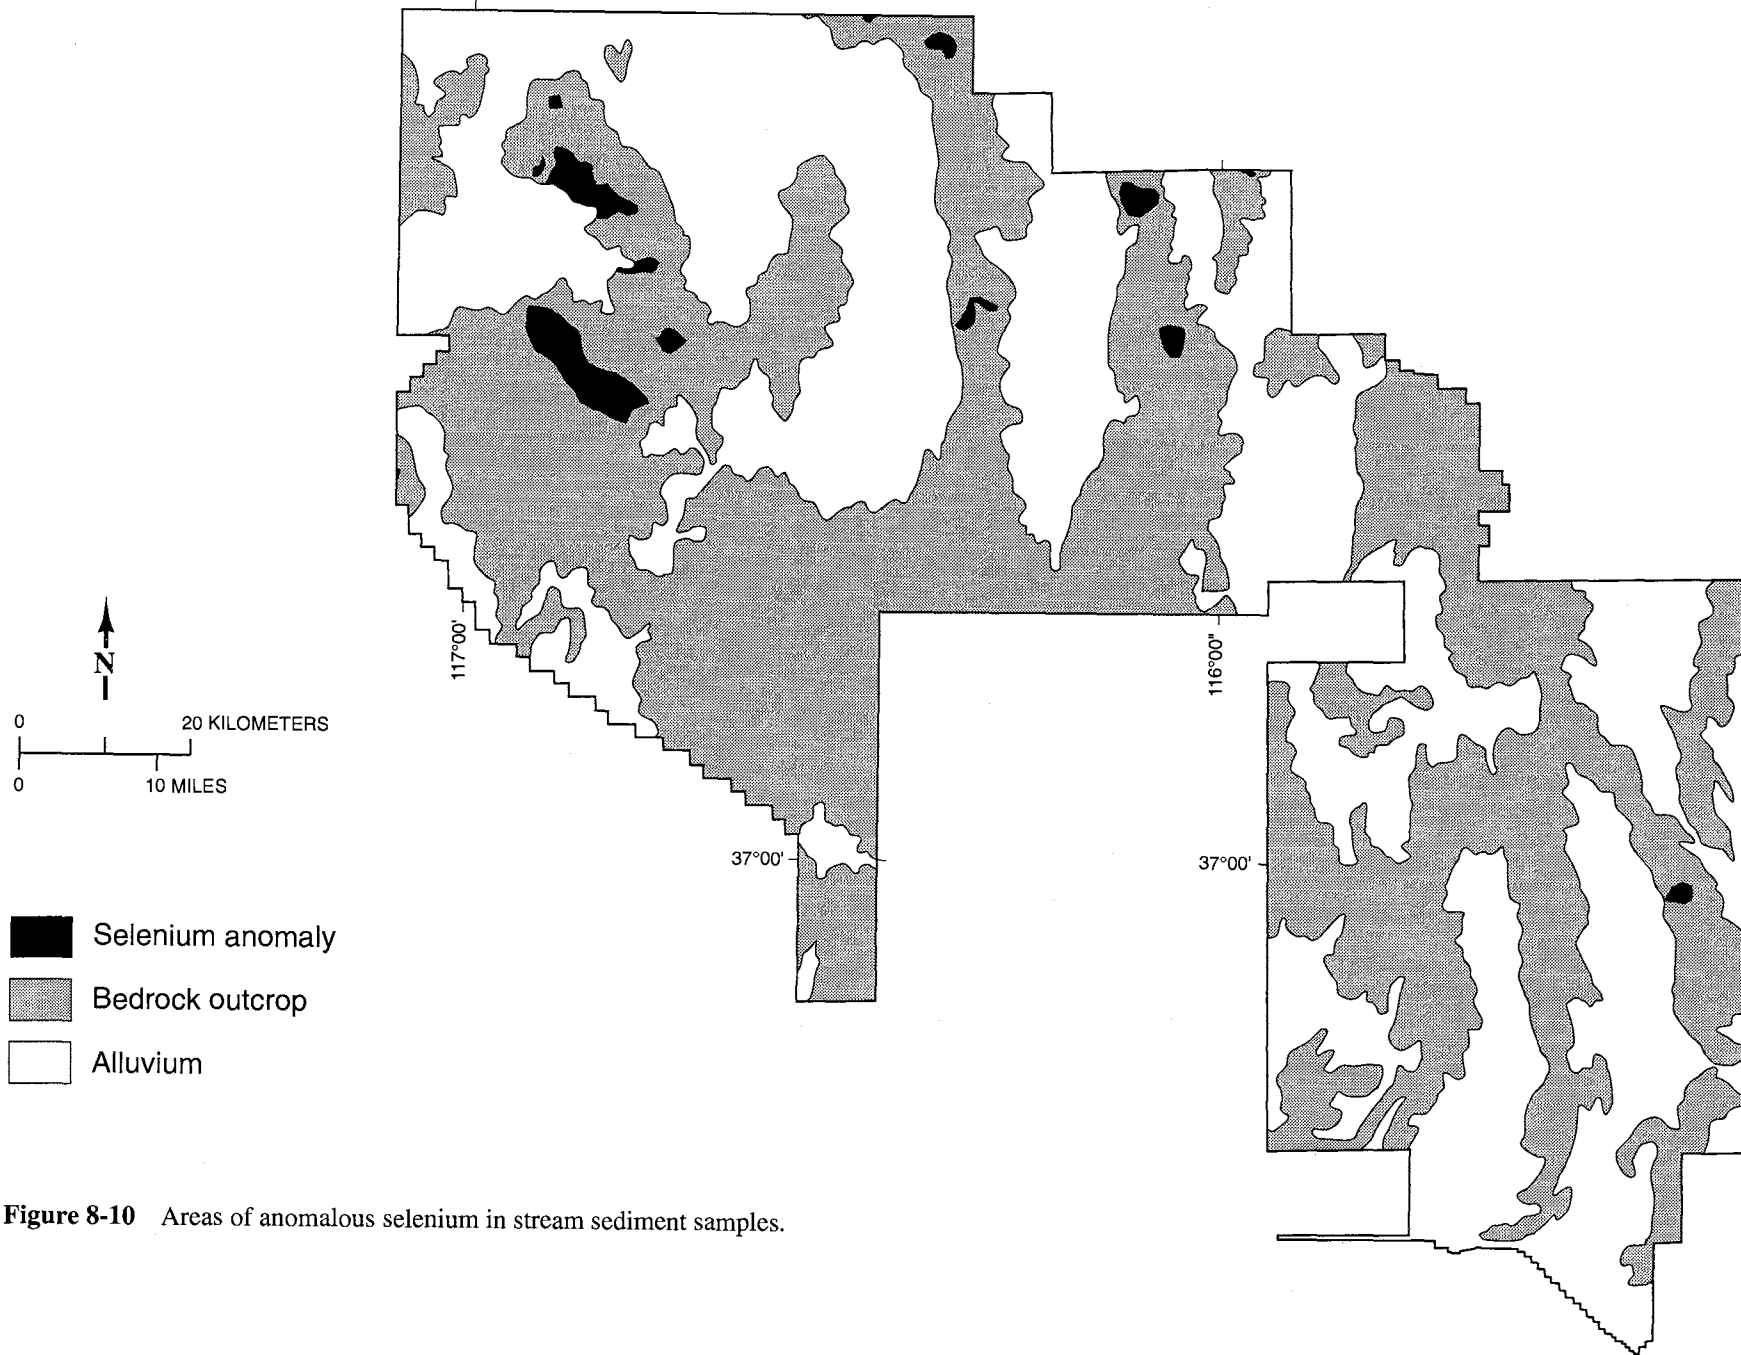 117°00'
116°00"
N
0 20 KILOMETERS
0 10 MILES
37°00'
37°00'
Selenium anomaly
Bedrock outcrop
Alluvium
Figure 8-10 Areas of anomalous selenium in stream sediment samples.